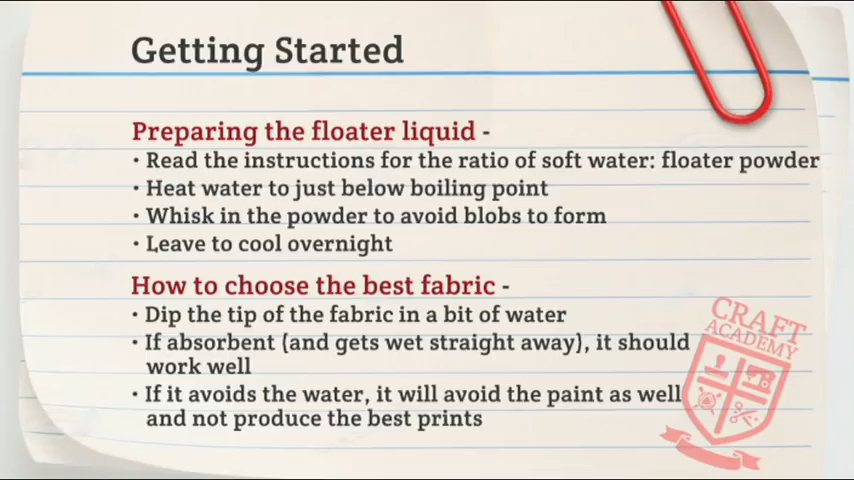 Getting Started
Preparing the floater liquid -
• Read the instructions for the ratio of soft water: floater powder
• Heat water to just below boiling point
• Whisk in the powder to avoid blobs to form
• Leave to cool overnight
How to choose the best fabric -
• Dip the tip of the fabric in a bit of water
• If absorbent (and gets wet straight away), it should
work well
• If it avoids the water, it will avoid the paint as well
and not produce the best prints
CRAFT
ACADEMY